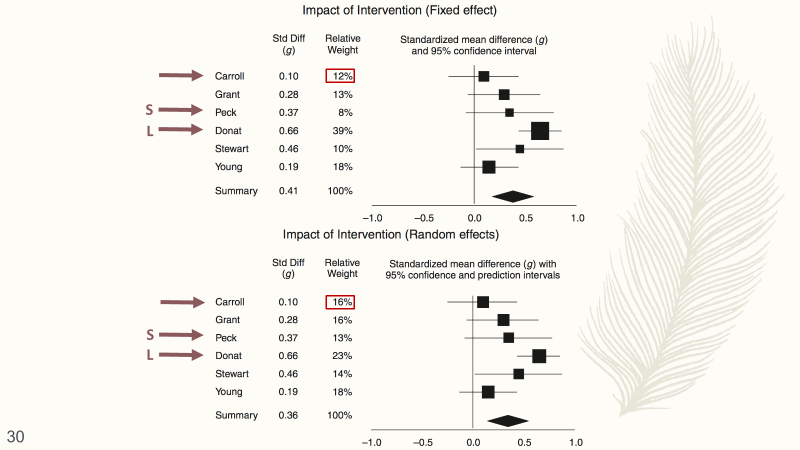 Impact of Intervention (Fixed effect)
Std Diff (g) Relative Weight Standardized mean difference (g) and 95% confidence interval
Carroll 0.10 12%
Grant 0.28 13%
S Peck 0.37 8%
L Donat 0.66 39%
Stewart 0.46 10%
Young 0.19 18%
Summary 0.41 100%
−1.0 −0.5 0.0 0.5 1.0
Impact of Intervention (Random effects)
Std Diff (g) Relative Weight Standardized mean difference (g) with 95% confidence and prediction intervals
Carroll 0.10 16%
Grant 0.28 16%
S Peck 0.37 13%
L Donat 0.66 23%
Stewart 0.46 14%
Young 0.19 18%
Summary 0.36 100%
−1.0 −0.5 0.0 0.5 1.0
30